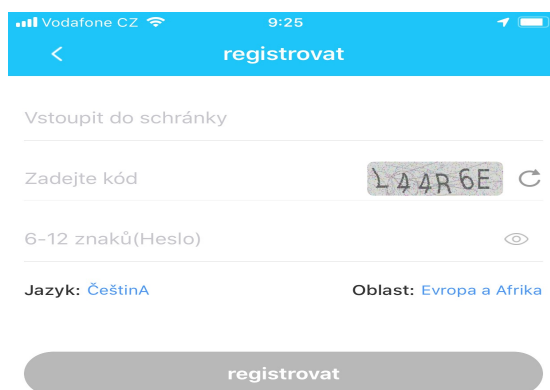 Vodafone CZ 9:25
registrovat
Vstoupit do schránky
Zadejte kód
6-12 znaků(Heslo)
Jazyk: ČeštinA Oblast: Evropa a Afrika
registrovat